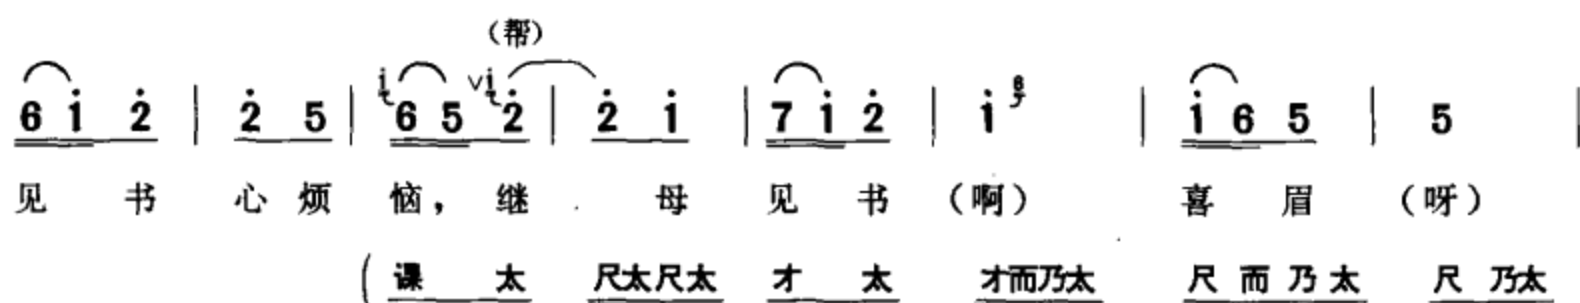 (帮)
6 i̇ 2̇ | 2̇ 5 | i̇ 6 5 ∨ i̇ 2̇ | 2̇ i̇ | 7 i̇ 2̇ | i̇ 6 | i̇ 6 5 | 5 |
见 书 心 烦 恼，继 母 见 书 （啊） 喜 眉 （呀）
（课 太 尺太尺太 才 太 才而乃太 尺 而 乃 太 尺 乃太